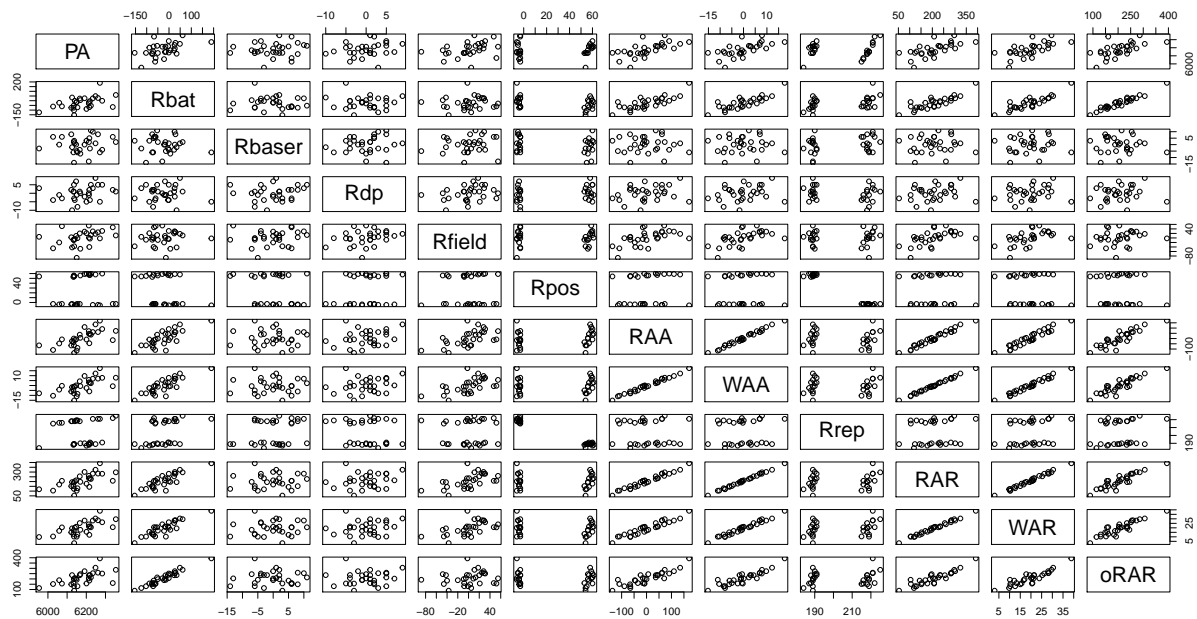 -150 0 100 -10 0 5 0 20 40 60 -15 0 10 50 200 350 100 250 400
PA 6000
-150 200 Rbat
Rbaser -15 -5 5
-10 5 Rdp
Rfield -80 40
0 40 Rpos
RAA -100
-15 10 WAA
Rrep 190
50 300 RAR
WAR 5 25
100 400 oRAR
6000 6200 -15 -5 5 -80 -20 40 -100 0 100 190 210 5 15 25 35